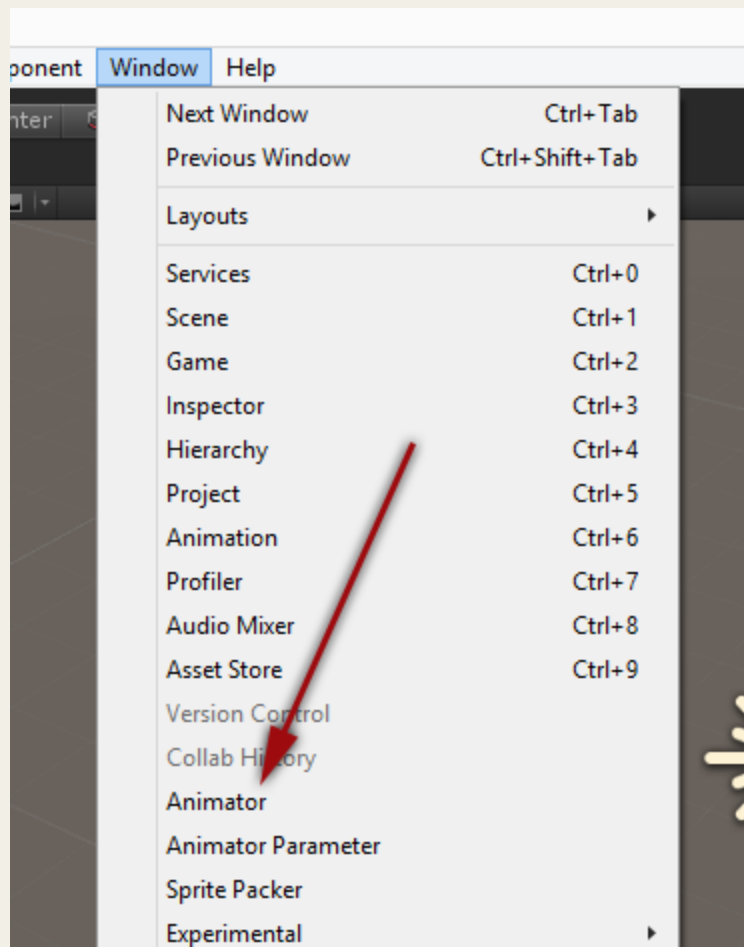 ponent Window Help
nter
Next Window Ctrl+Tab
Previous Window Ctrl+Shift+Tab
Layouts
Services Ctrl+0
Scene Ctrl+1
Game Ctrl+2
Inspector Ctrl+3
Hierarchy Ctrl+4
Project Ctrl+5
Animation Ctrl+6
Profiler Ctrl+7
Audio Mixer Ctrl+8
Asset Store Ctrl+9
Version Control
Collab History
Animator
Animator Parameter
Sprite Packer
Experimental